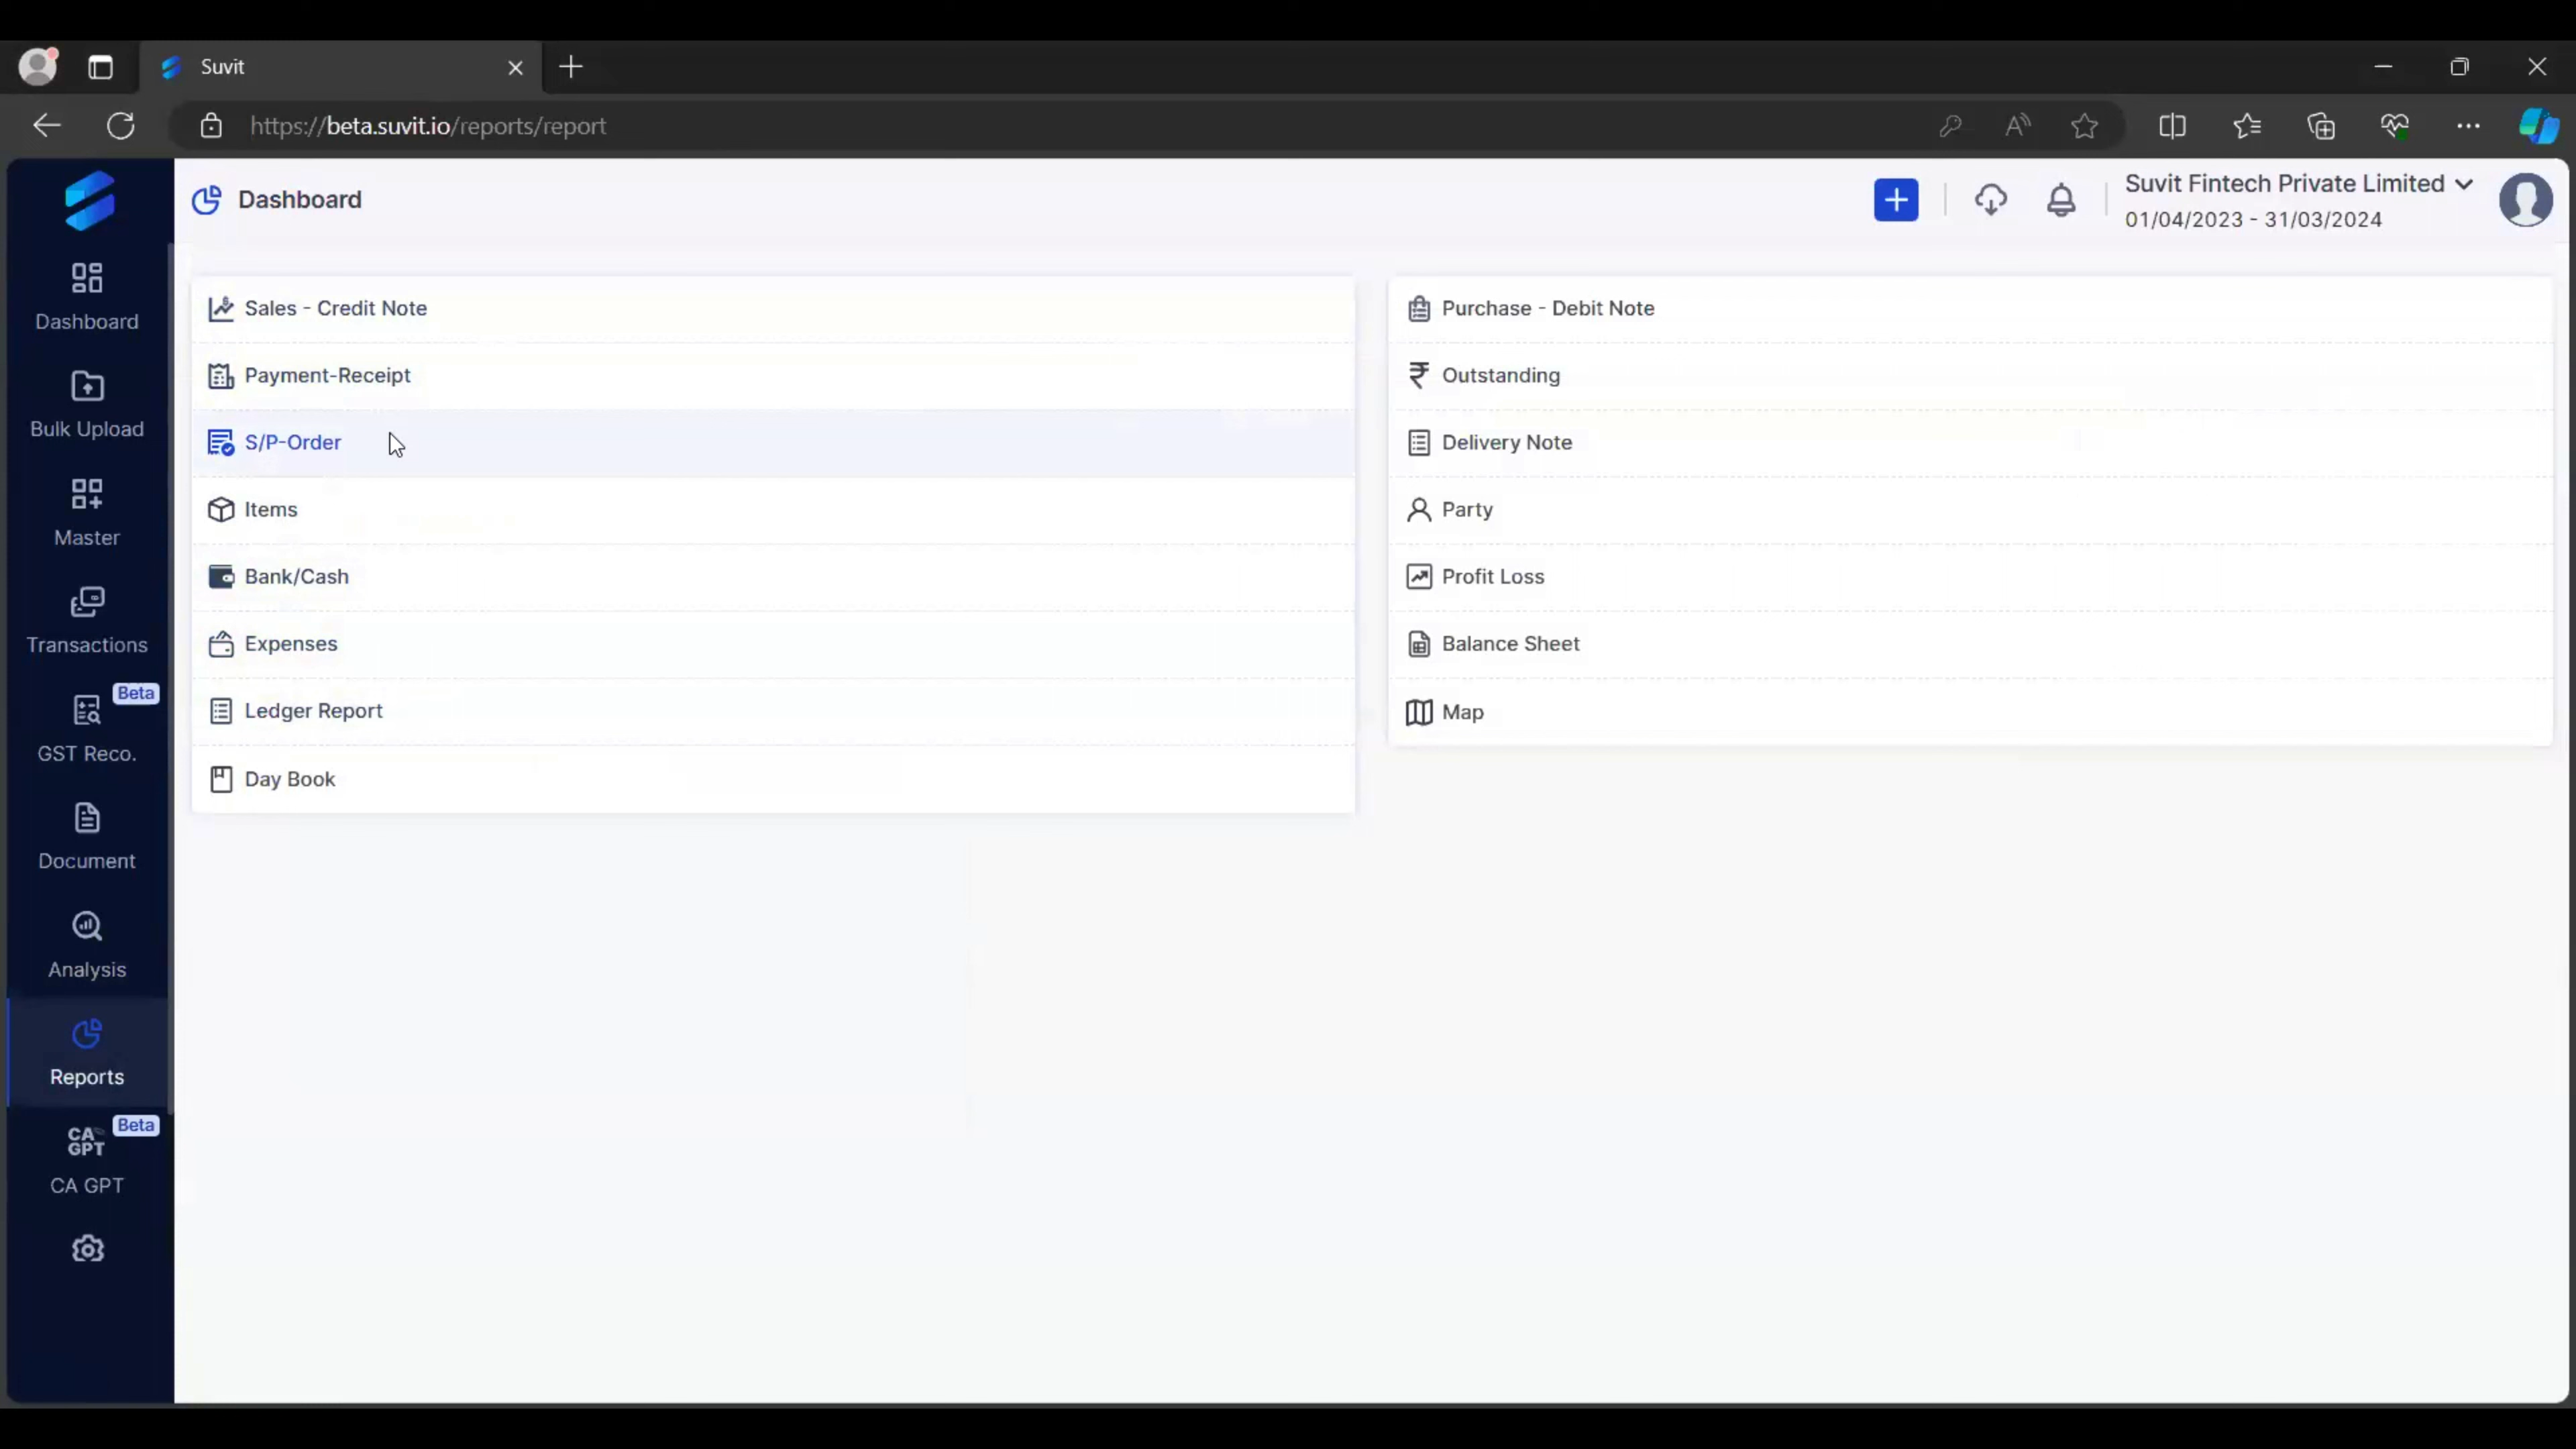 Suvit
https://beta.suvit.io/reports/report
Dashboard
Suvit Fintech Private Limited
01/04/2023 - 31/03/2024
Dashboard
Bulk Upload
Master
Transactions
Beta
GST Reco.
Document
Analysis
Reports
Beta
CA GPT
CA GPT
Sales - Credit Note
Payment-Receipt
S/P-Order
Items
Bank/Cash
Expenses
Ledger Report
Day Book
Purchase - Debit Note
Outstanding
Delivery Note
Party
Profit Loss
Balance Sheet
Map